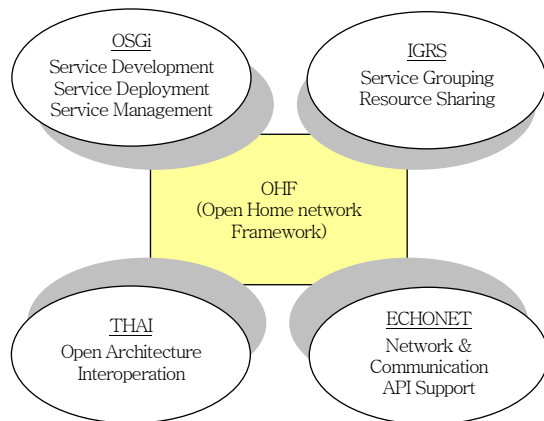 OSGi
Service Development
Service Deployment
Service Management
IGRS
Service Grouping
Resource Sharing
OHF
(Open Home network
Framework)
THAI
Open Architecture
Interoperation
ECHONET
Network &
Communication
API Support